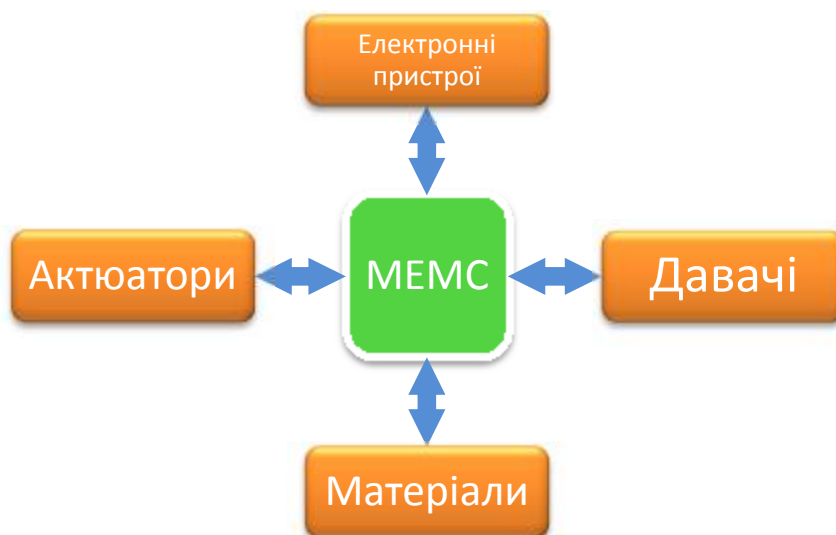 Електронні
пристрої
Актюатори
МЕМС
Давачі
Матеріали